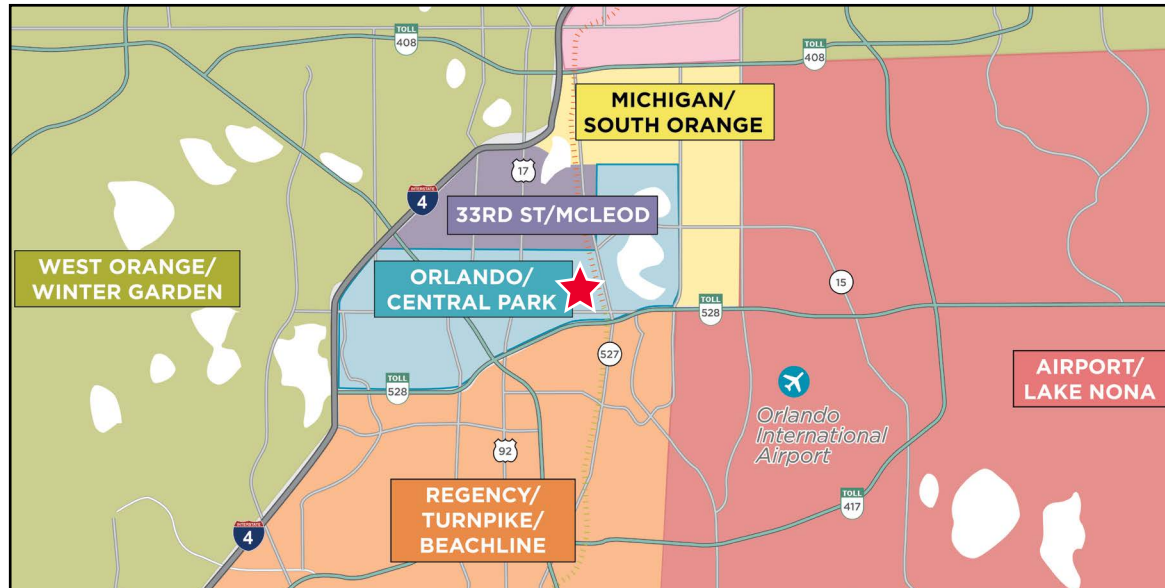 TOLL
408
TOLL
408
MICHIGAN/
SOUTH ORANGE
17
INTERSTATE
4
33RD ST/MCLEOD
WEST ORANGE/
WINTER GARDEN
ORLANDO/
CENTRAL PARK
15
TOLL
528
527
TOLL
528
AIRPORT/
LAKE NONA
Orlando
International
Airport
92
REGENCY/
TURNPIKE/
BEACHLINE
TOLL
417
INTERSTATE
4